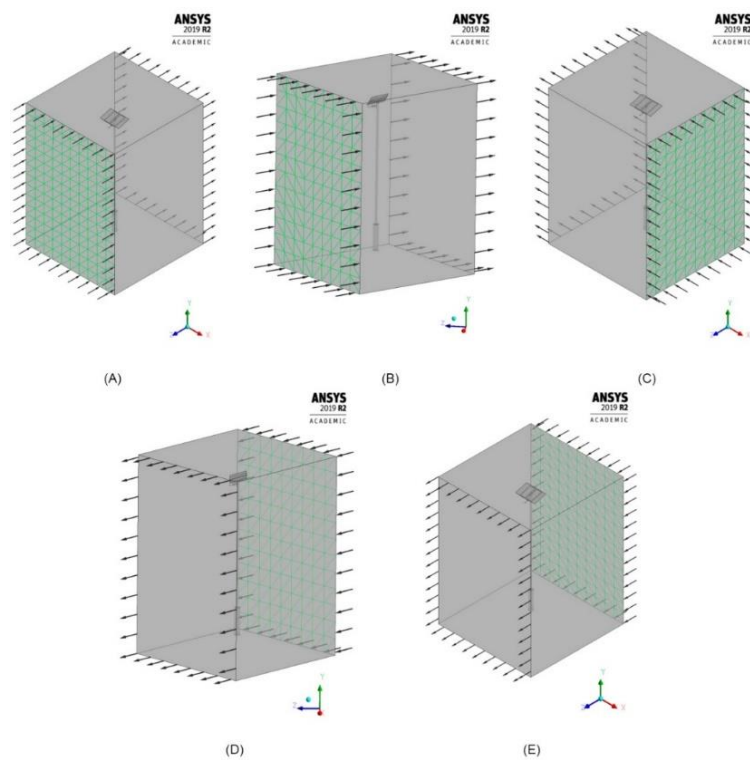 ANSYS
2019 R2
ACADEMIC
ANSYS
2019 R2
ACADEMIC
ANSYS
2019 R2
ACADEMIC
Y
Z
X
Y
Z
Y
X
(A)
(B)
(C)
ANSYS
2019 R2
ACADEMIC
ANSYS
2019 R2
ACADEMIC
Y
Z
X
Y
Z
X
(D)
(E)